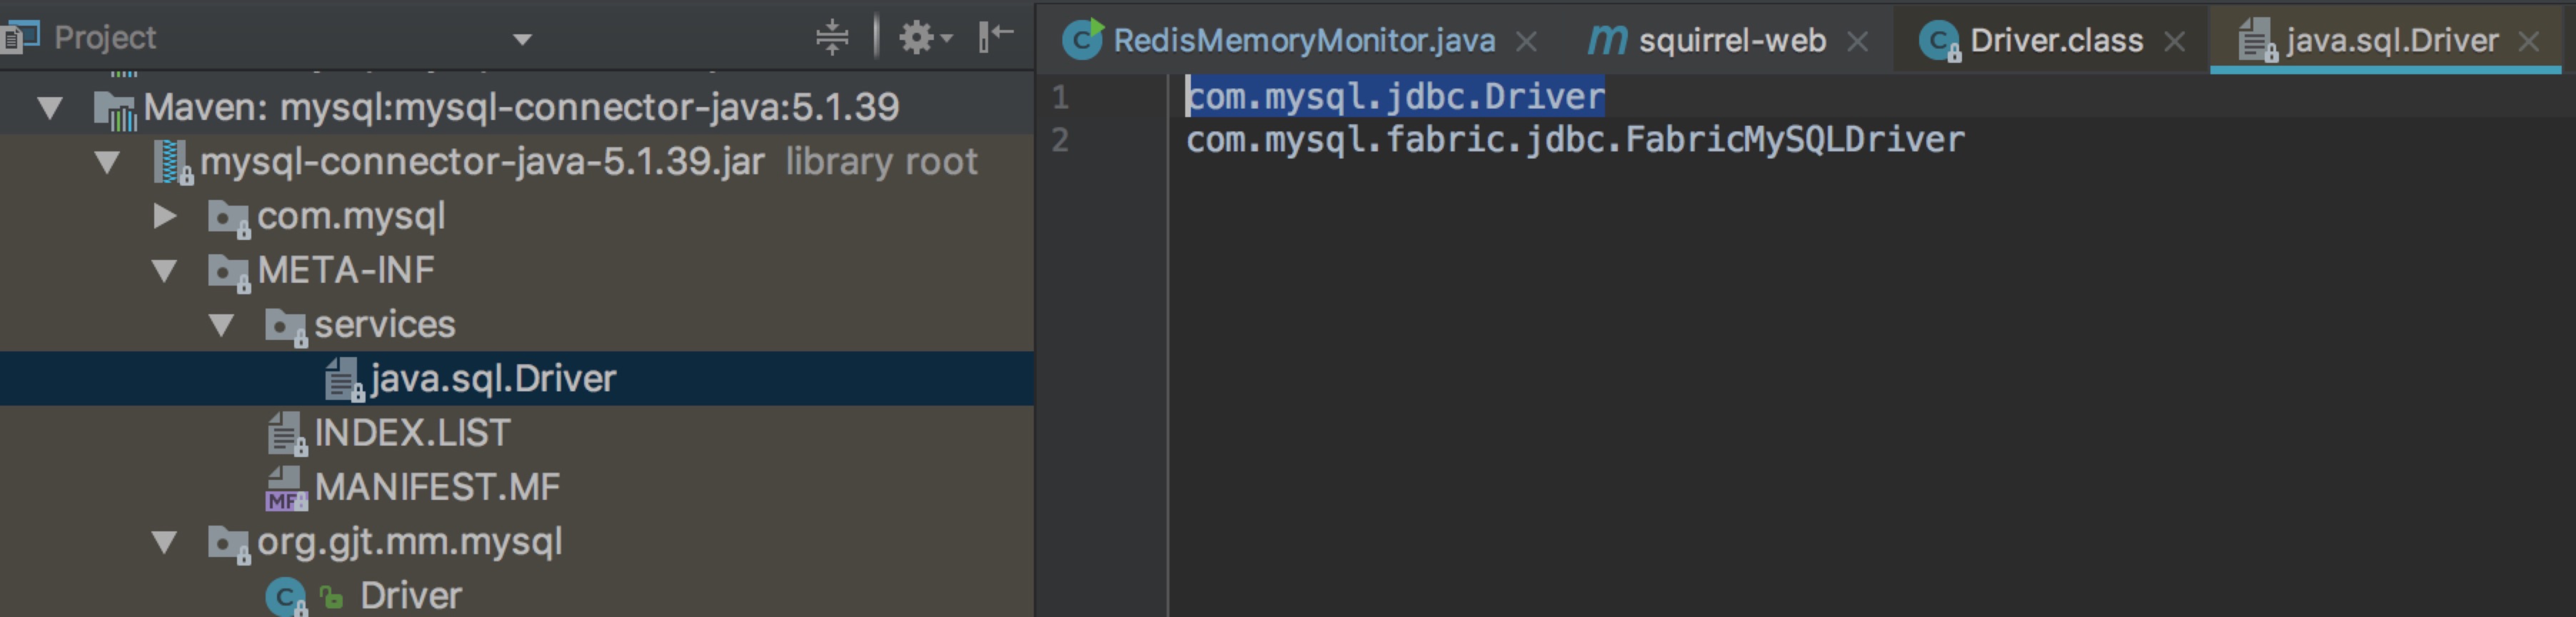 Project
Maven: mysql:mysql-connector-java:5.1.39
mysql-connector-java-5.1.39.jar library root
com.mysql
META-INF
services
java.sql.Driver
INDEX.LIST
MF MANIFEST.MF
org.gjt.mm.mysql
C Driver
C RedisMemoryMonitor.java
m squirrel-web
C Driver.class
java.sql.Driver
1 com.mysql.jdbc.Driver
2 com.mysql.fabric.jdbc.FabricMySQLDriver